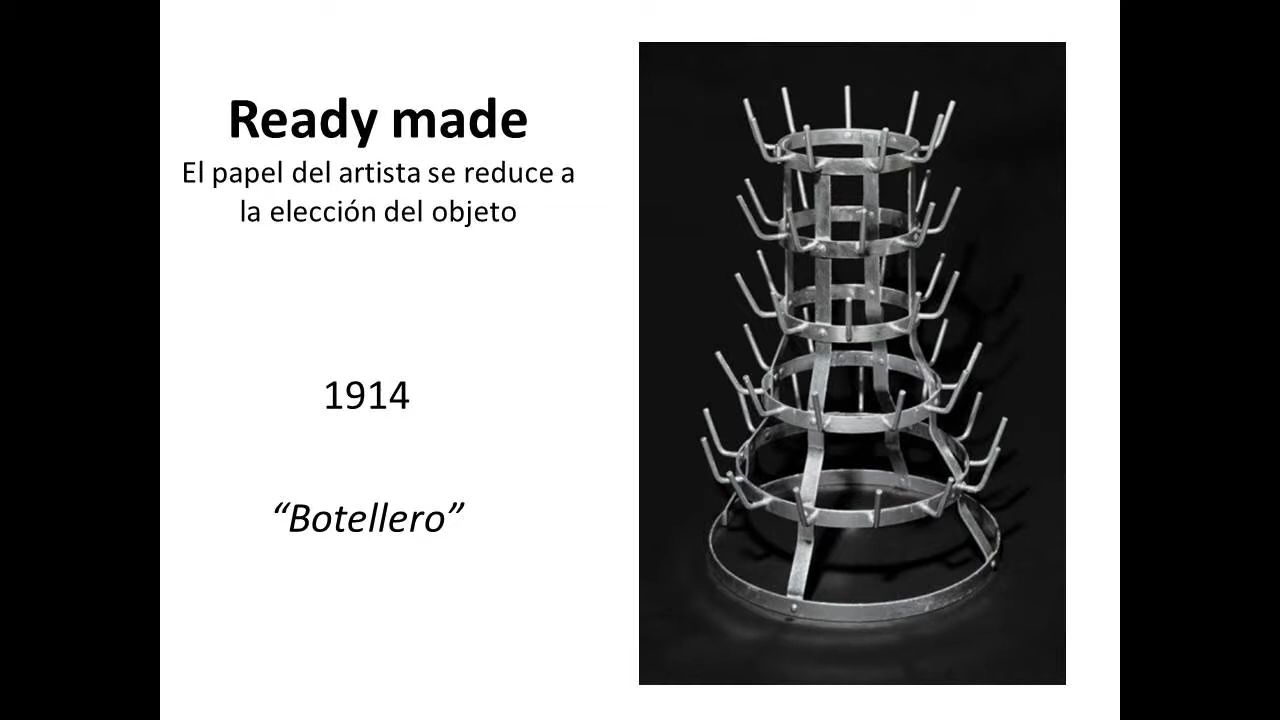 Ready made
El papel del artista se reduce a
la elección del objeto
1914
“Botellero”